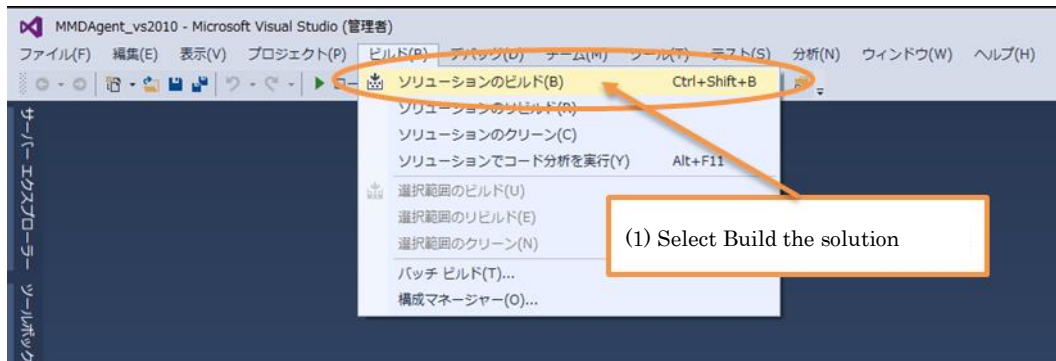 MMDAgent_vs2010 - Microsoft Visual Studio (管理者)
ファイル(F) 編集(E) 表示(V) プロジェクト(P) ビルド(B) デバッグ(D) チーム(M) ツール(T) テスト(S) 分析(N) ウィンドウ(W) ヘルプ(H)
ソリューションのビルド(B) Ctrl+Shift+B
ソリューションのリビルド(R)
ソリューションのクリーン(C)
ソリューションでコード分析を実行(Y) Alt+F11
選択範囲のビルド(U)
選択範囲のリビルド(E)
選択範囲のクリーン(N)
バッチ ビルド(T)...
構成マネージャー(O)...
(1) Select Build the solution
サーバー エクスプローラー
ツールボック